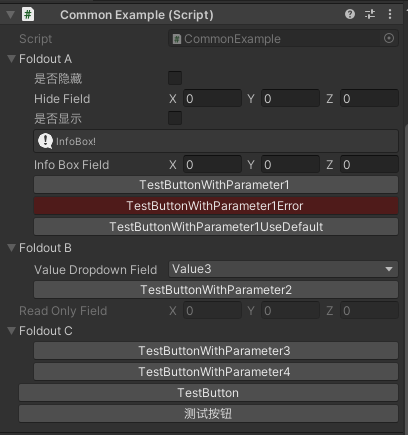 Common Example (Script)
Script CommonExample
Foldout A
是否隐藏
Hide Field X 0 Y 0 Z 0
是否显示
InfoBox!
Info Box Field X 0 Y 0 Z 0
TestButtonWithParameter1
TestButtonWithParameter1Error
TestButtonWithParameter1UseDefault
Foldout B
Value Dropdown Field Value3
TestButtonWithParameter2
Read Only Field X 0 Y 0 Z 0
Foldout C
TestButtonWithParameter3
TestButtonWithParameter4
TestButton
测试按钮